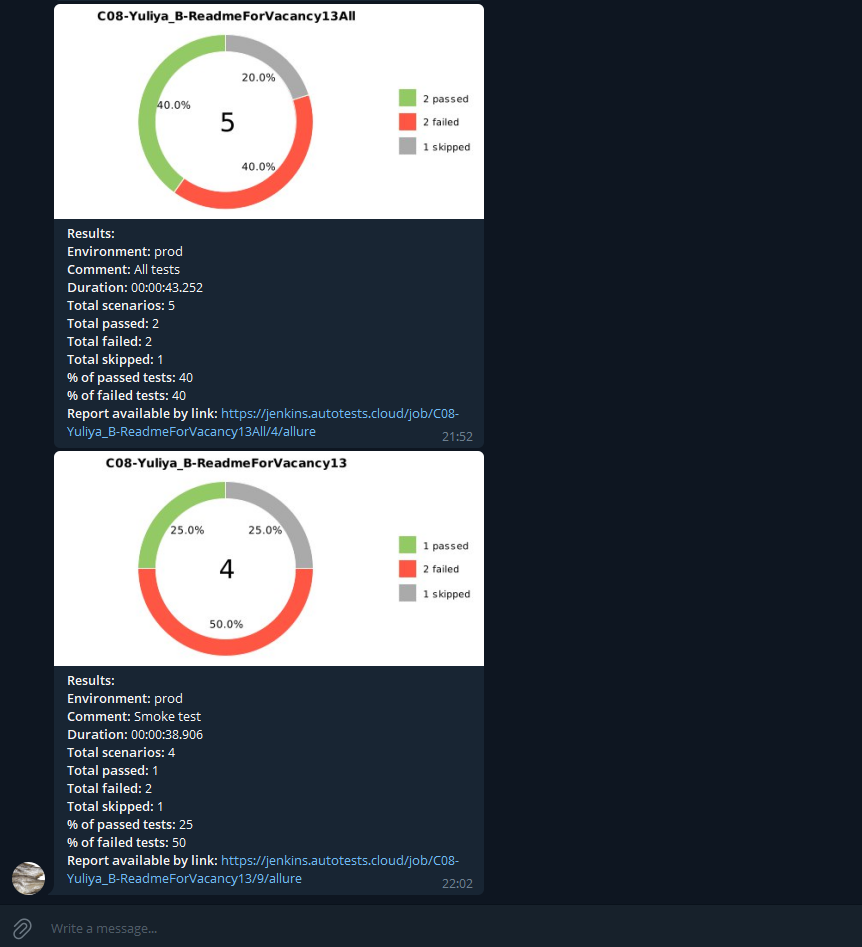 C08-Yuliya_B-ReadmeForVacancy13All
20.0%
40.0%
5
40.0%
2 passed
2 failed
1 skipped
Results:
Environment: prod
Comment: All tests
Duration: 00:00:43.252
Total scenarios: 5
Total passed: 2
Total failed: 2
Total skipped: 1
% of passed tests: 40
% of failed tests: 40
Report available by link: https://jenkins.autotests.cloud/job/C08-
Yuliya_B-ReadmeForVacancy13All/4/allure
21:52
C08-Yuliya_B-ReadmeForVacancy13
25.0% 25.0%
4
50.0%
1 passed
2 failed
1 skipped
Results:
Environment: prod
Comment: Smoke test
Duration: 00:00:38.906
Total scenarios: 4
Total passed: 1
Total failed: 2
Total skipped: 1
% of passed tests: 25
% of failed tests: 50
Report available by link: https://jenkins.autotests.cloud/job/C08-
Yuliya_B-ReadmeForVacancy13/9/allure
22:02
Write a message...